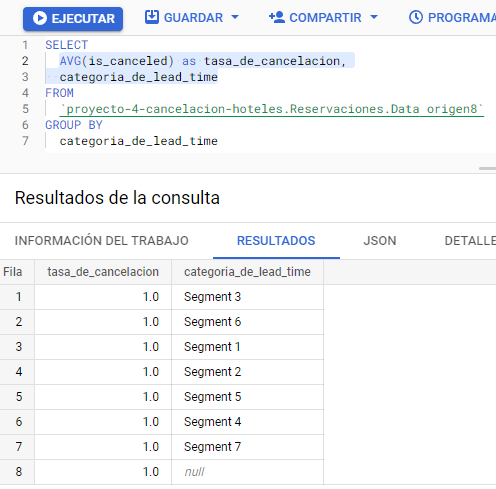 EJECUTAR GUARDAR COMPARTIR PROGRAMA
1 SELECT
2 AVG(is_canceled) as tasa_de_cancelacion,
3 categoria_de_lead_time
4 FROM
5 `proyecto-4-cancelacion-hoteles.Reservaciones.Data origen8`
6 GROUP BY
7 categoria_de_lead_time
Resultados de la consulta
INFORMACIÓN DEL TRABAJO RESULTADOS JSON DETALLE
Fila tasa_de_cancelacion categoria_de_lead_time
1 1.0 Segment 3
2 1.0 Segment 6
3 1.0 Segment 1
4 1.0 Segment 2
5 1.0 Segment 5
6 1.0 Segment 4
7 1.0 Segment 7
8 1.0 null